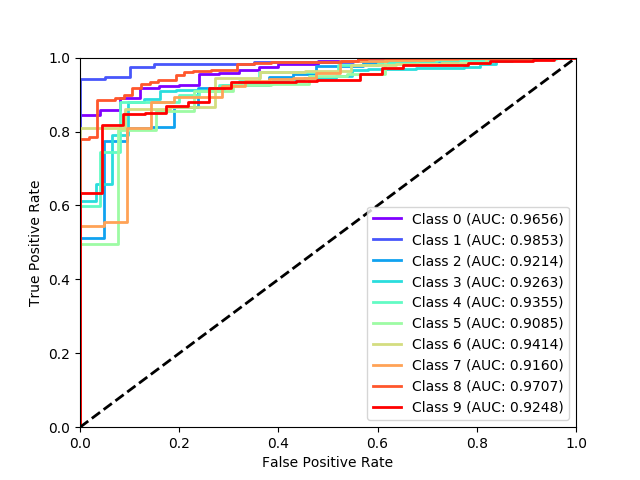 1.0
0.8
0.6
0.4
0.2
0.0
True Positive Rate
Class 0 (AUC: 0.9656)
Class 1 (AUC: 0.9853)
Class 2 (AUC: 0.9214)
Class 3 (AUC: 0.9263)
Class 4 (AUC: 0.9355)
Class 5 (AUC: 0.9085)
Class 6 (AUC: 0.9414)
Class 7 (AUC: 0.9160)
Class 8 (AUC: 0.9707)
Class 9 (AUC: 0.9248)
0.0 0.2 0.4 0.6 0.8 1.0
False Positive Rate